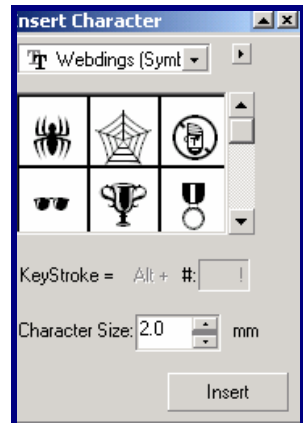 nsert Character
Webdings (Symt
KeyStroke = Alt + #: !
Character Size: 2.0 mm
Insert